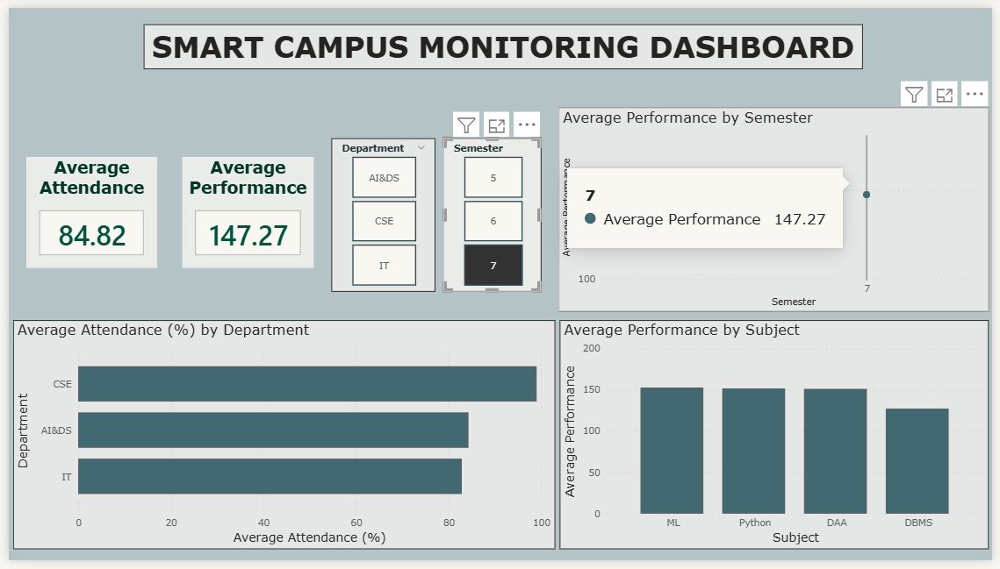 SMART CAMPUS MONITORING DASHBOARD
Average
Attendance
84.82
Average
Performance
147.27
Department
AI&DS
CSE
IT
Semester
5
6
7
Average Performance by Semester
Average Performance
7
Average Performance 147.27
100
7
Semester
Average Attendance (%) by Department
Department
CSE
AI&DS
IT
0 20 40 60 80 100
Average Attendance (%)
Average Performance by Subject
Average Performance
200
150
100
50
0
ML Python DAA DBMS
Subject